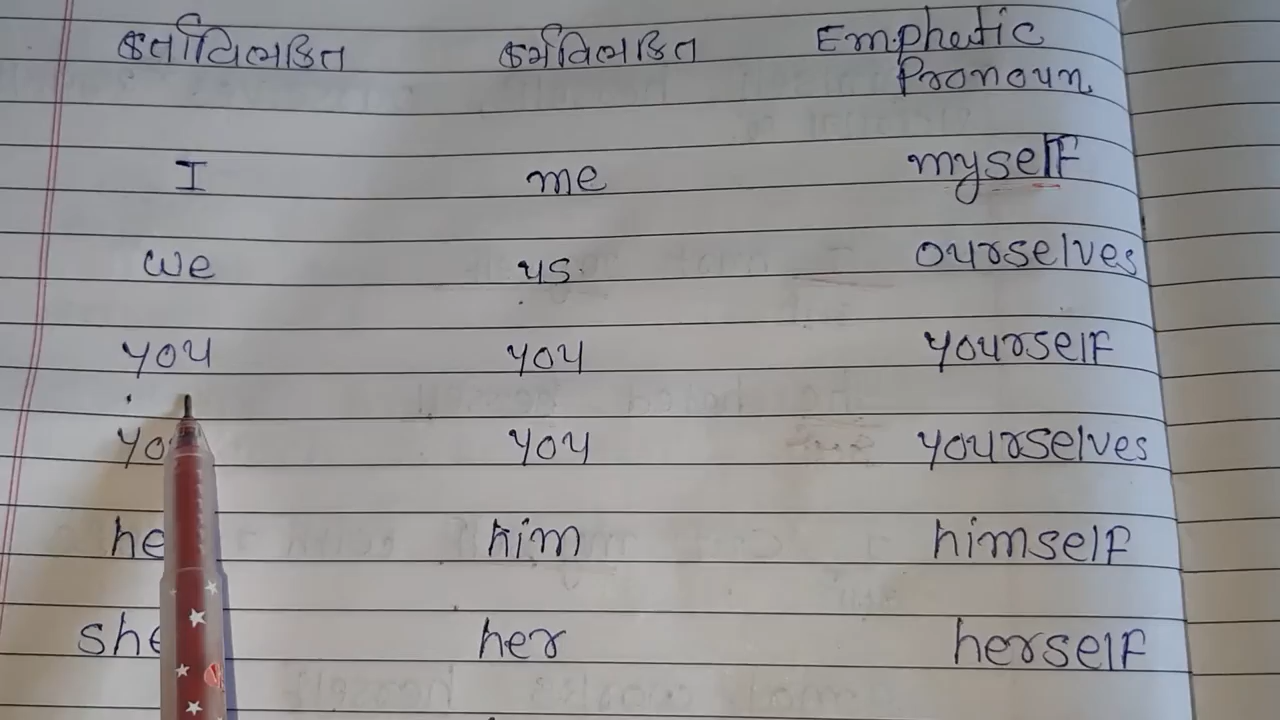 કર્તાવિભકિત કર્મવિભકિત Emphetic
Pronoun
I me myself
we us ourselves
you you yourself
yo you yourselves
he him himself
she her herself